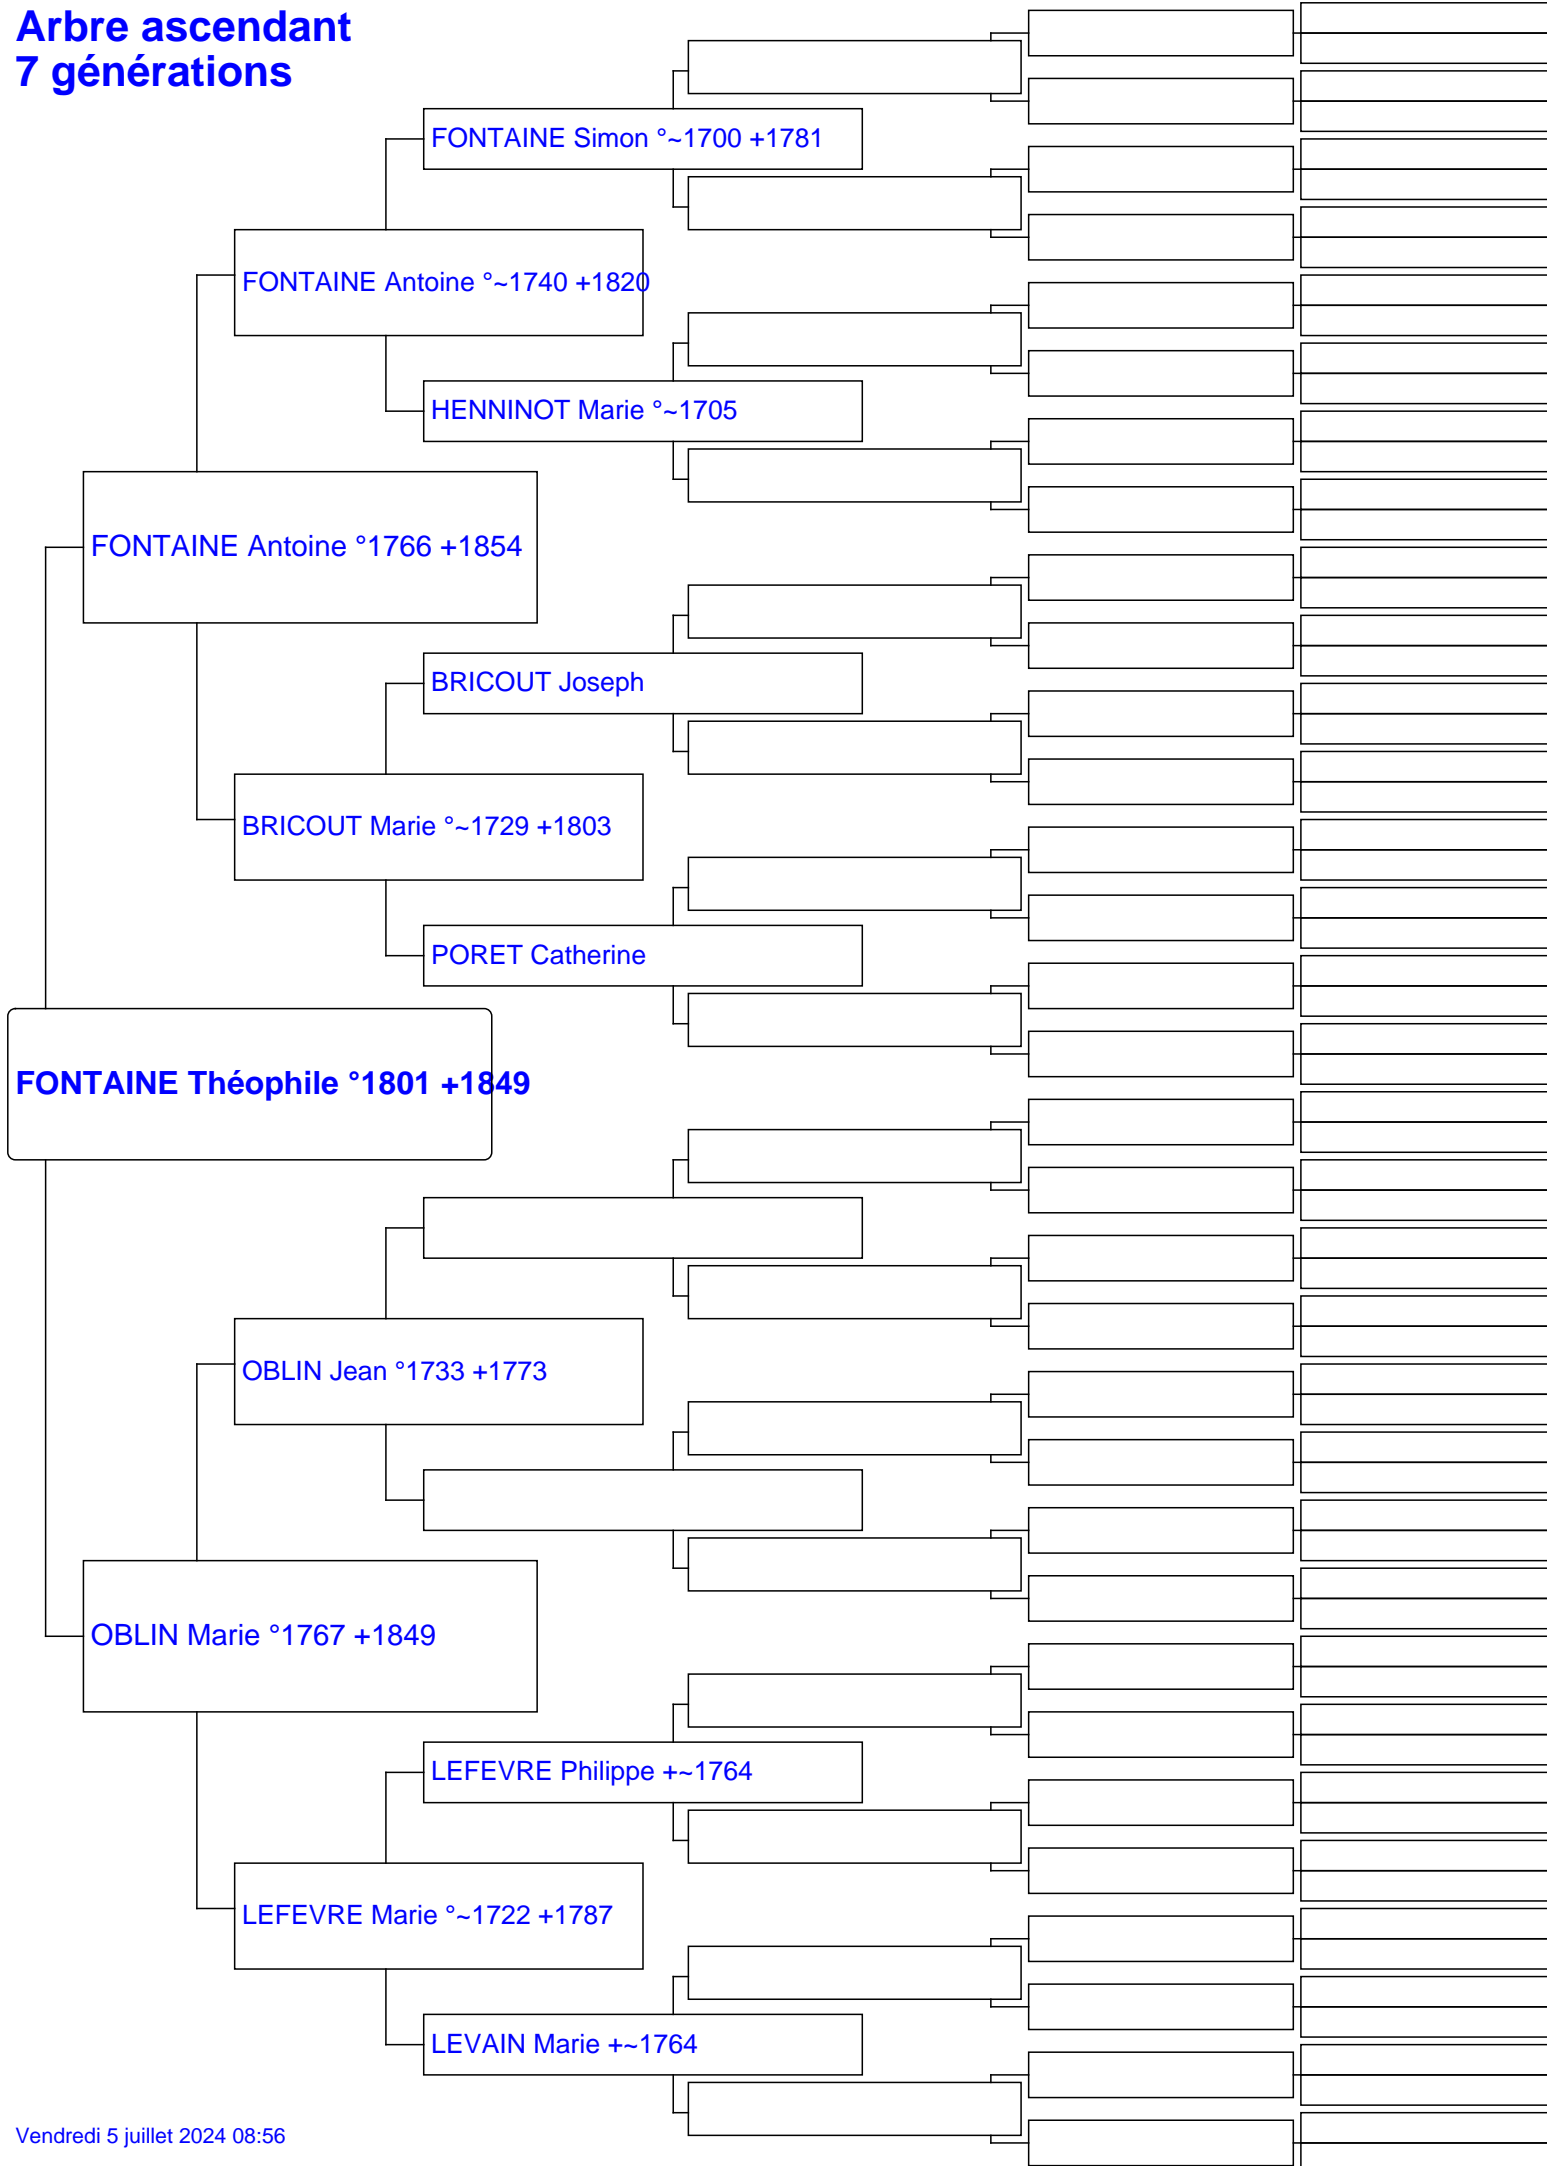 Arbre ascendant
7 générations
FONTAINE Simon °~1700 +1781
FONTAINE Antoine °~1740 +1820
HENNINOT Marie °~1705
FONTAINE Antoine °1766 +1854
BRICOUT Joseph
BRICOUT Marie °~1729 +1803
PORET Catherine
FONTAINE Théophile °1801 +1849
OBLIN Jean °1733 +1773
OBLIN Marie °1767 +1849
LEFEVRE Philippe +~1764
LEFEVRE Marie °~1722 +1787
LEVAIN Marie +~1764
Vendredi 5 juillet 2024 08:56